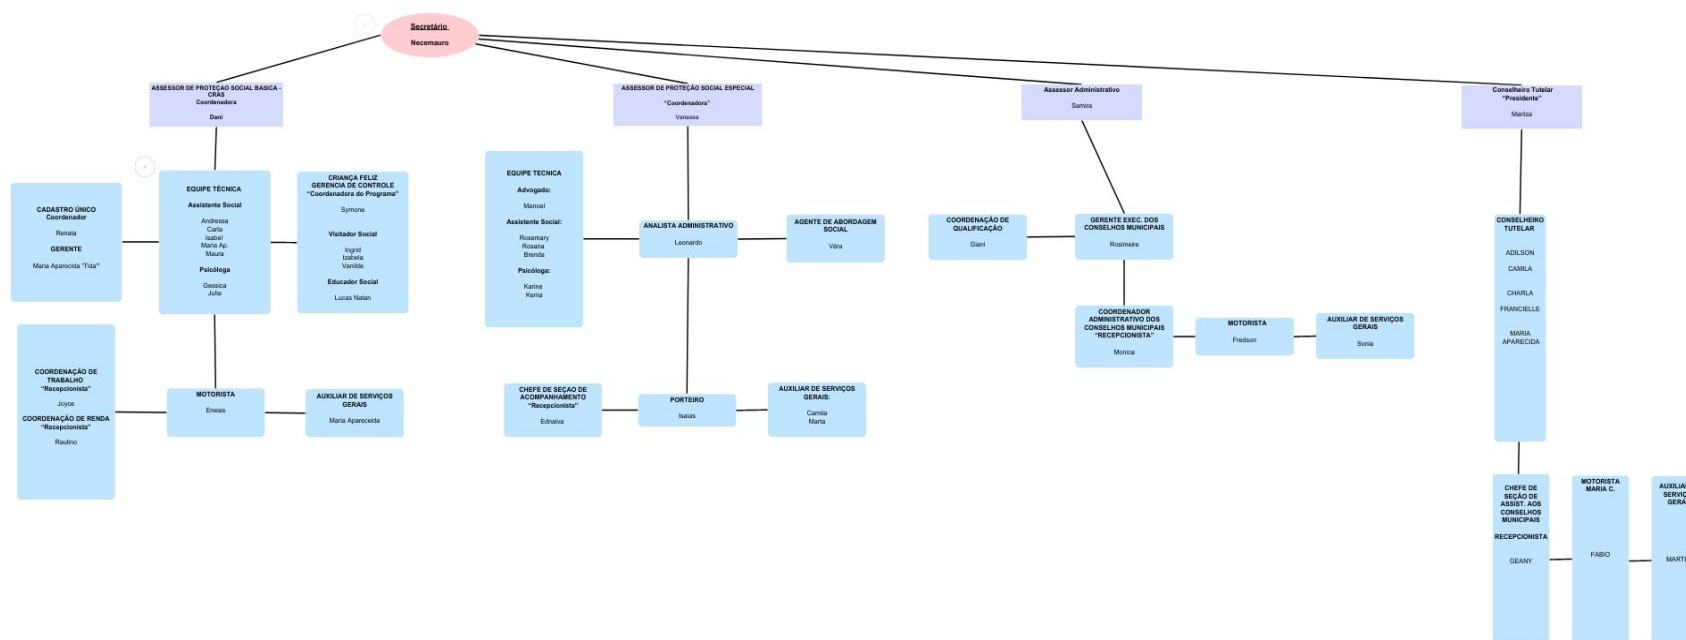 Secretário
Necemauro
ASSESSOR DE PROTEÇAO SOCIAL BASICA -
CRAS
Coordenadora
Dani
ASSESSOR DE PROTEÇÃO SOCIAL ESPECIAL
"Coordenadora"
Vanessa
Assessor Administrativo
Samira
Conselheiro Tutelar
"Presidente"
Marilza
CADASTRO ÚNICO
Coordenador
Renata
GERENTE
Maria Aparecida "Tida"
EQUIPE TÉCNICA
Assistente Social
Andressa
Carla
Isabel
Maria Ap.
Maura
Psicóloga
Gessica
Julia
CRIANÇA FELIZ
GERENCIA DE CONTROLE
"Coordenadora do Programa"
Symone
Visitador Social
Ingrid
Izabela
Vanilde
Educador Social
Lucas Natan
EQUIPE TECNICA
Advogado:
Manoel
Assistente Social:
Rosemary
Rosana
Brenda
Psicóloga:
Karine
Kenia
ANALISTA ADMINISTRATIVO
Leonardo
AGENTE DE ABORDAGEM
SOCIAL
Véra
COORDENAÇÃO DE
QUALIFICAÇÃO
Giani
GERENTE EXEC. DOS
CONSELHOS MUNICIPAIS
Rosimeire
CONSELHEIRO
TUTELAR
ADILSON
CAMILA
CHARLA
FRANCIELLE
MARIA
APARECIDA
COORDENADOR
ADMINISTRATIVO DOS
CONSELHOS MUNICIPAIS
"RECEPCIONISTA"
Monica
MOTORISTA
Fredson
AUXILIAR DE SERVIÇOS
GERAIS
Sonia
COORDENAÇÃO DE
TRABALHO
"Recepcionista"
Joyce
COORDENAÇÃO DE RENDA
"Recepcionista"
Raulino
MOTORISTA
Eneias
AUXILIAR DE SERVIÇOS
GERAIS
Maria Apareceida
CHEFE DE SEÇAO DE
ACOMPANHAMENTO
"Recepcionista"
Ednalva
PORTEIRO
Isaias
AUXILIAR DE SERVIÇOS
GERAIS:
Camila
Marta
CHEFE DE
SEÇÃO DE
ASSIST. AOS
CONSELHOS
MUNICIPAIS
RECEPCIONISTA
GEANY
MOTORISTA
MARIA C.
FABIO